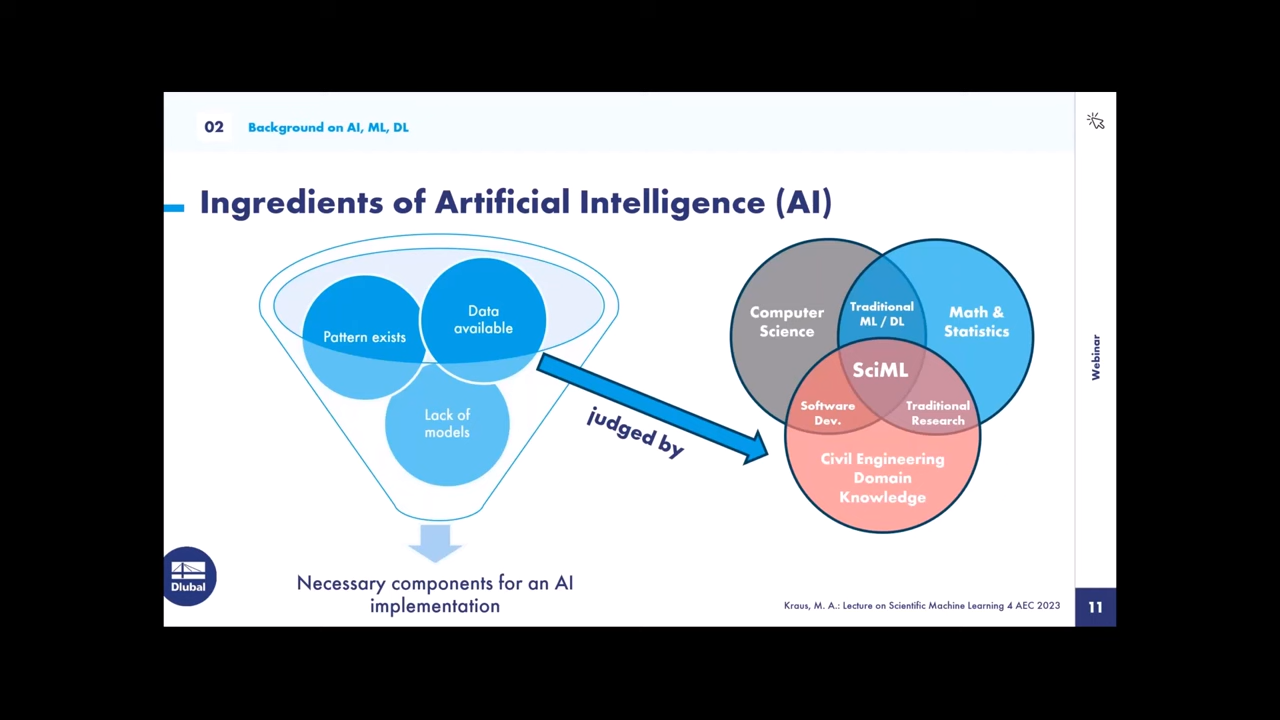 02 Background on AI, ML, DL
Ingredients of Artificial Intelligence (AI)
Pattern exists
Data
available
Lack of
models
Necessary components for an AI
implementation
judged by
Computer
Science
Traditional
ML / DL
Math &
Statistics
SciML
Software
Dev.
Traditional
Research
Civil Engineering
Domain
Knowledge
Webinar
Dlubal
Kraus, M. A.: Lecture on Scientific Machine Learning 4 AEC 2023
11